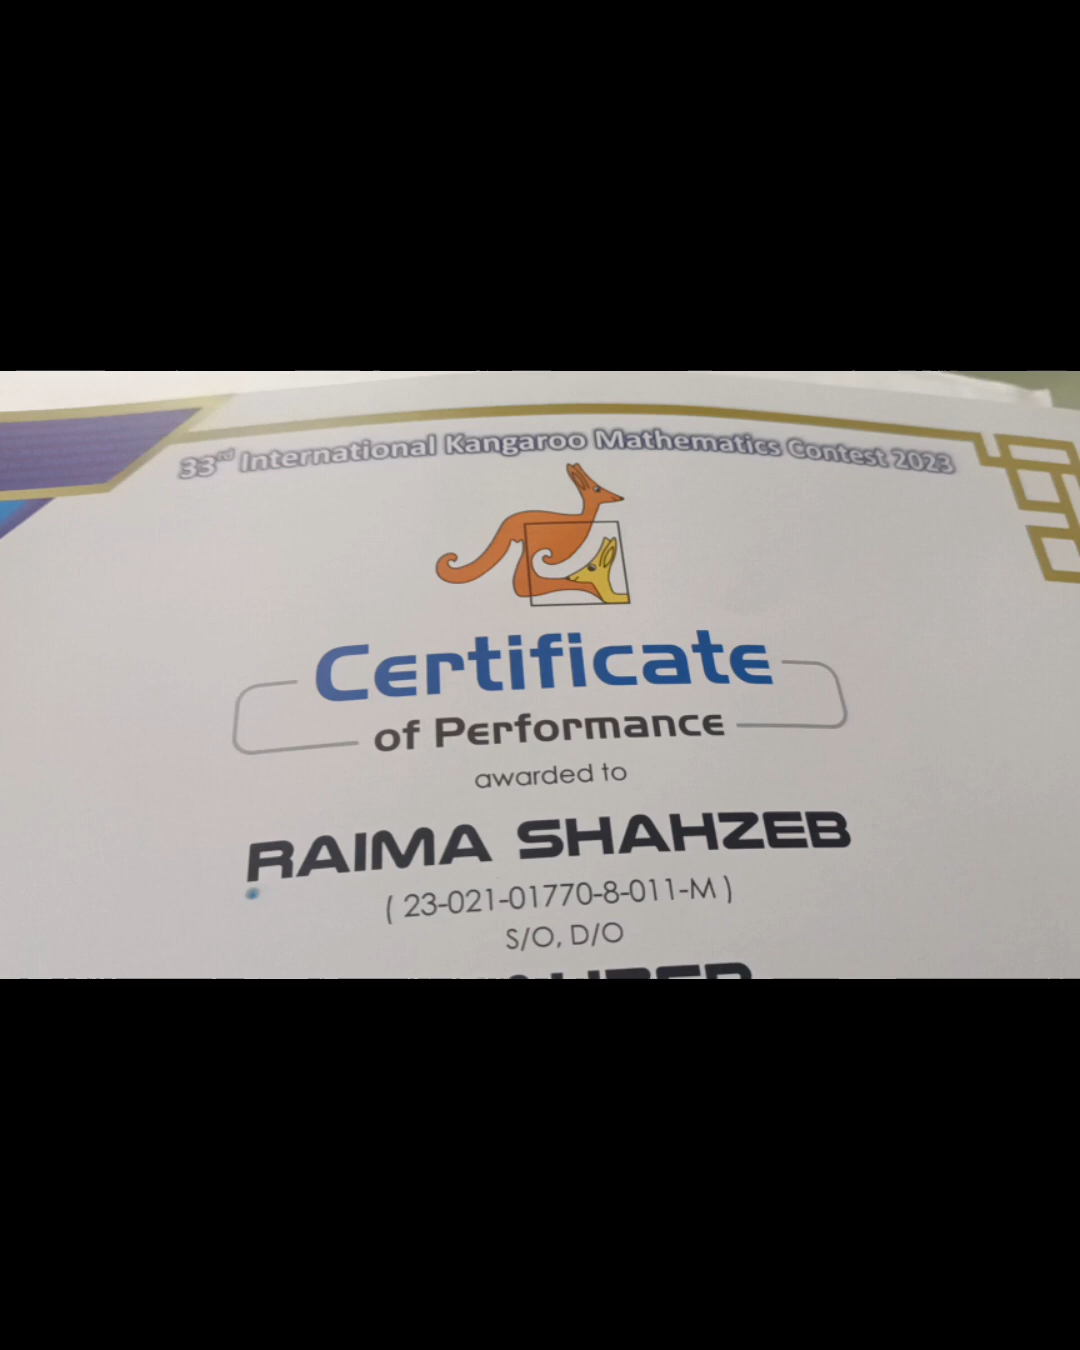 33rd International Kangaroo Mathematics Contest 2023
Certificate
of Performance
awarded to
RAIMA SHAHZEB
( 23-021-01770-8-011-M )
S/O, D/O